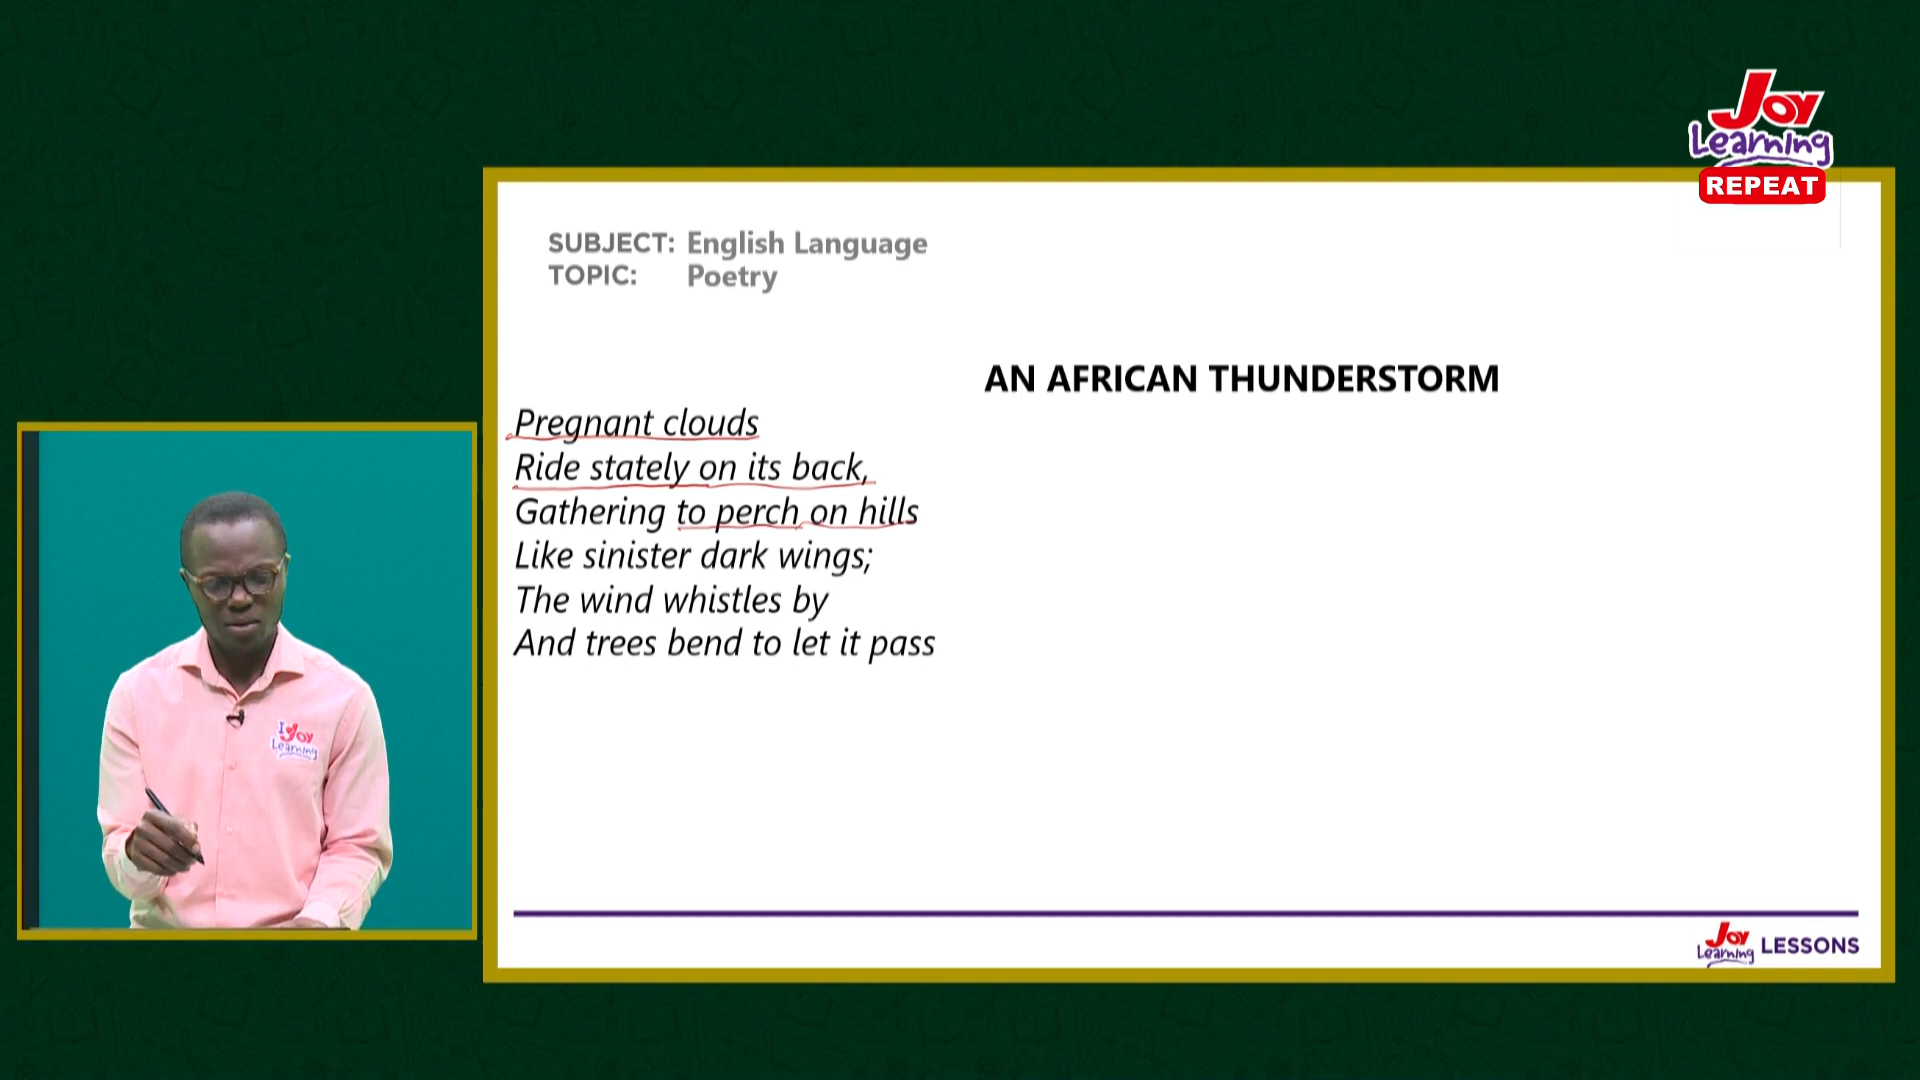 Joy
Learning
REPEAT
SUBJECT: English Language
TOPIC: Poetry
AN AFRICAN THUNDERSTORM
Pregnant clouds
Ride stately on its back,
Gathering to perch on hills
Like sinister dark wings;
The wind whistles by
And trees bend to let it pass
I Joy
Learning
Joy
Learning LESSONS